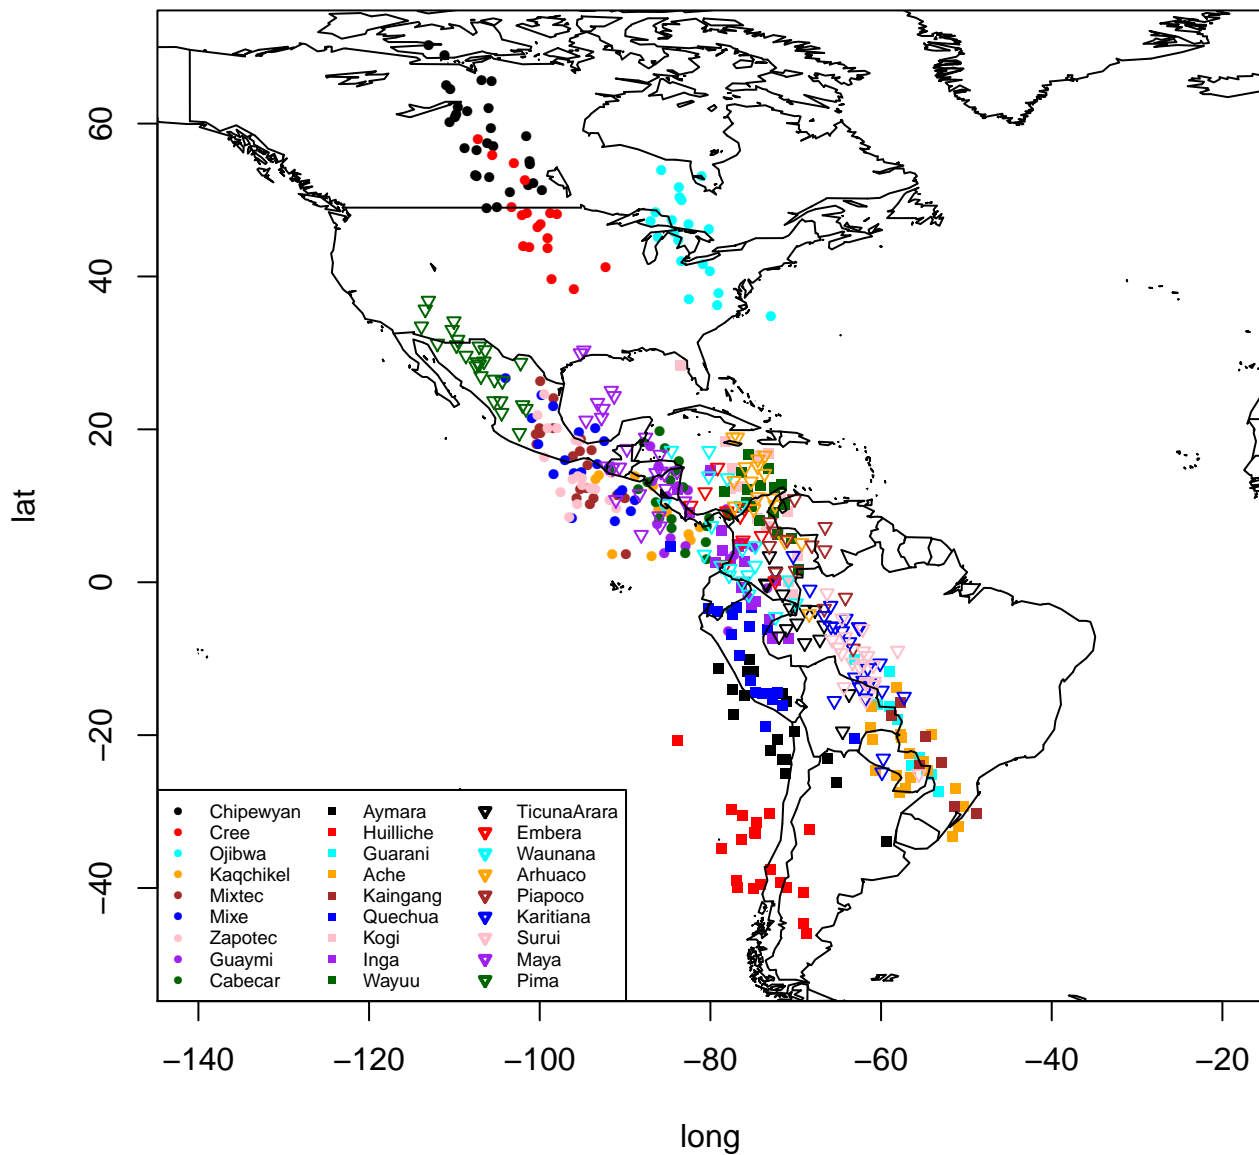 60
40
20
0
−20
−40
lat
Chipewyan Aymara TicunaArara
Cree Huilliche Embera
Ojibwa Guarani Waunana
Kaqchikel Ache Arhuaco
Mixtec Kaingang Piapoco
Mixe Quechua Karitiana
Zapotec Kogi Surui
Guaymi Inga Maya
Cabecar Wayuu Pima
−140 −120 −100 −80 −60 −40 −20
long